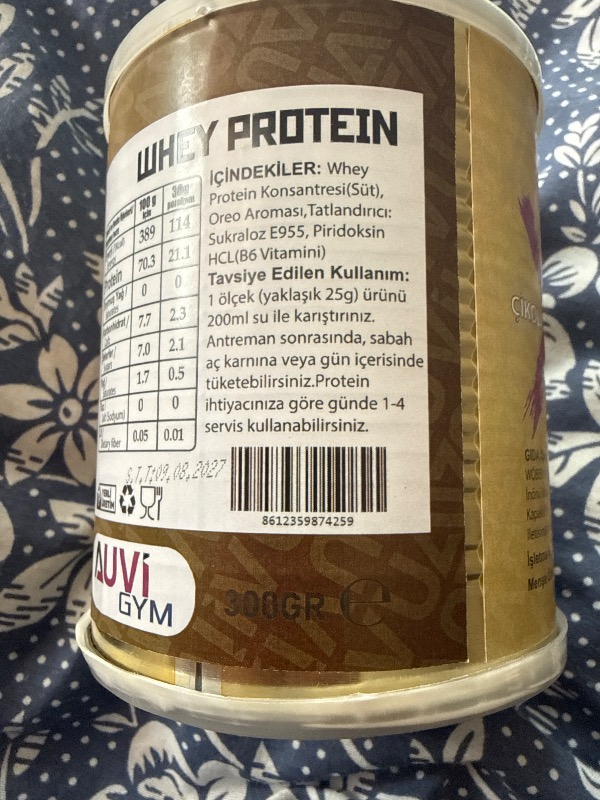 WHEY PROTEIN
100 g
için
389 114
70.3 21.1
0 0
7.7 2.3
7.0 2.1
1.7 0.5
0 0
0.05 0.01
İÇİNDEKİLER: Whey
Protein Konsantresi(Süt),
Oreo Aroması,Tatlandırıcı:
Sukraloz E955, Piridoksin
HCL(B6 Vitamini)
Tavsiye Edilen Kullanım:
1 ölçek (yaklaşık 25g) ürünü
200ml su ile karıştırınız.
Antreman sonrasında, sabah
aç karnına veya gün içerisinde
tüketebilirsiniz.Protein
ihtiyacınıza göre günde 1-4
servis kullanabilirsiniz.
S.T.T:09.08.2027
YERLİ
ÜRETİM
8612359874259
AUVİ
GYM
300GR e